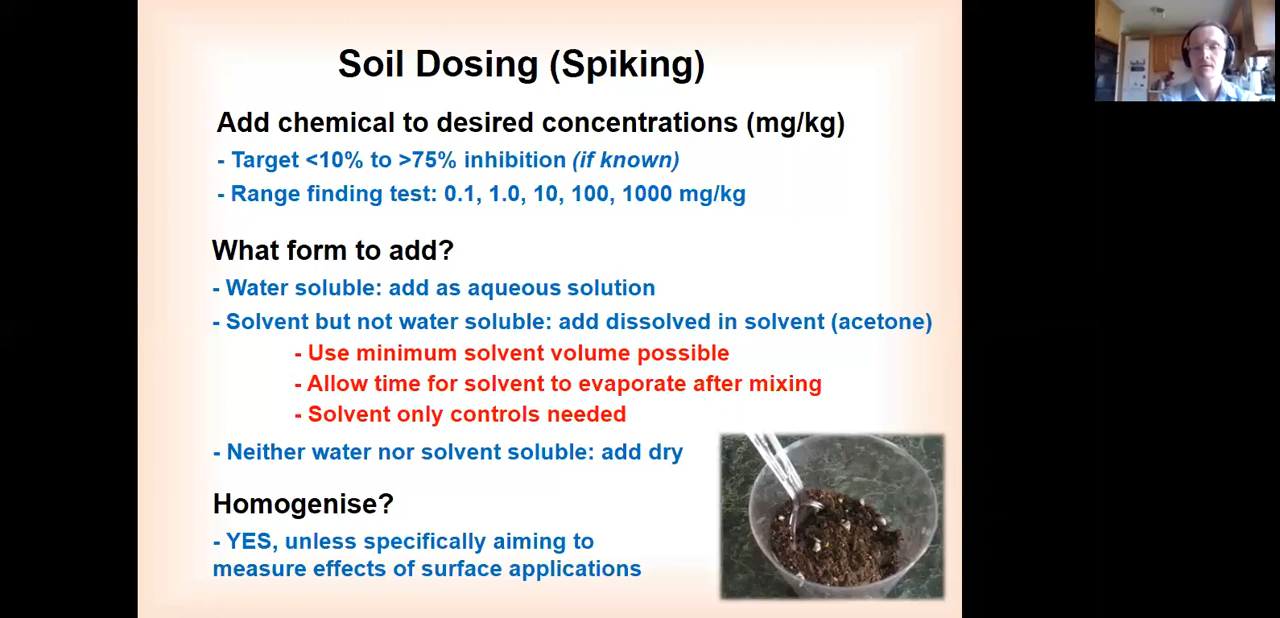 Soil Dosing (Spiking)
Add chemical to desired concentrations (mg/kg)
- Target <10% to >75% inhibition (if known)
- Range finding test: 0.1, 1.0, 10, 100, 1000 mg/kg
What form to add?
- Water soluble: add as aqueous solution
- Solvent but not water soluble: add dissolved in solvent (acetone)
- Use minimum solvent volume possible
- Allow time for solvent to evaporate after mixing
- Solvent only controls needed
- Neither water nor solvent soluble: add dry
Homogenise?
- YES, unless specifically aiming to
measure effects of surface applications